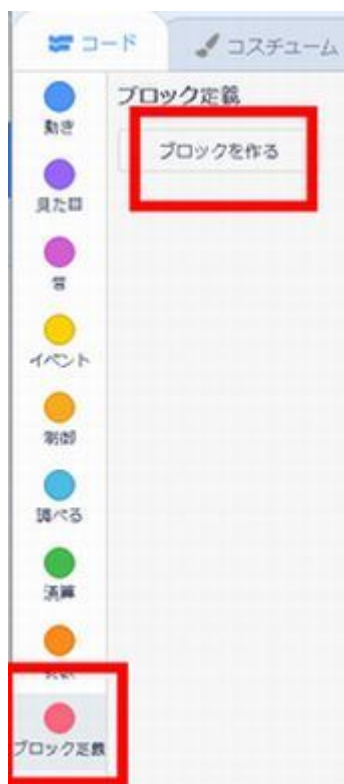 コード
コスチューム
ブロック定義
ブロックを作る
動き
見た目
音
イベント
制御
調べる
演算
ブロック定義